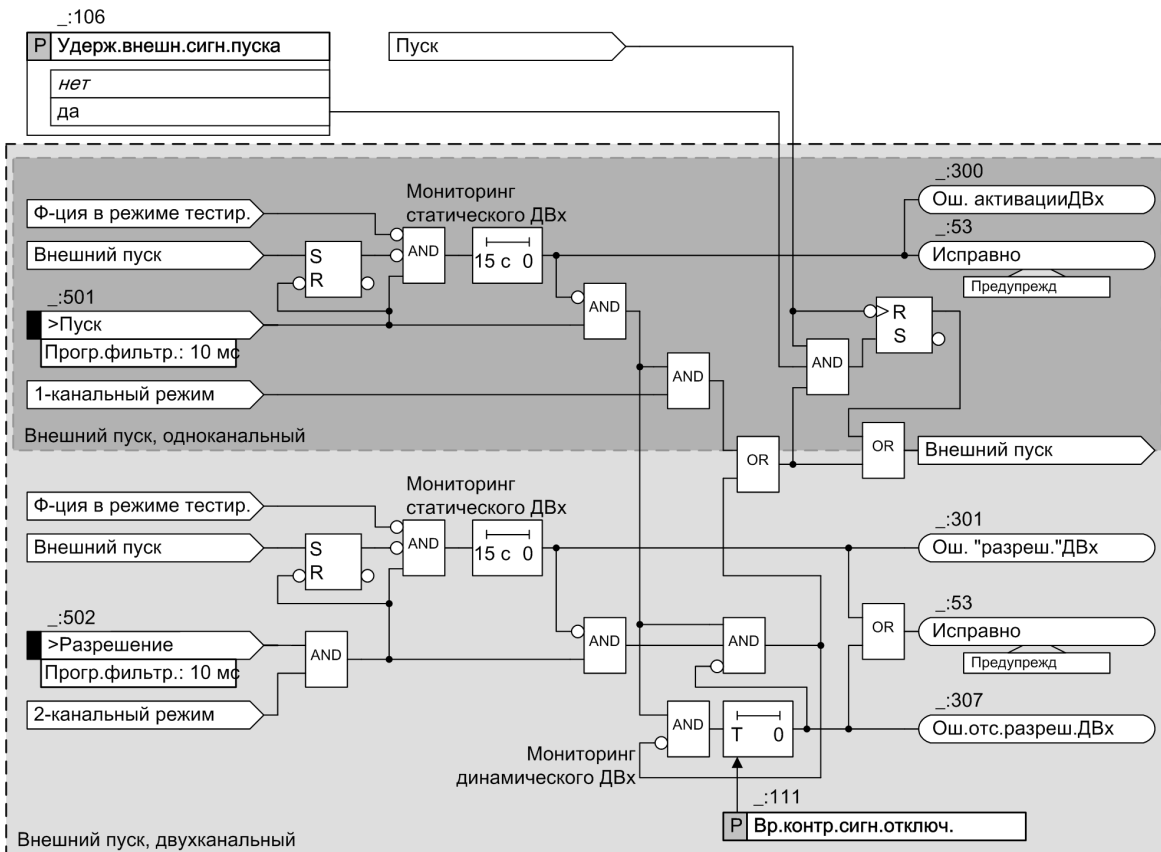 _:106
P Удерж.внешн.сигн.пуска
Пуск
нет
да
Мониторинг
статического ДВх
_:300
Ош. активацииДВх
Ф-ция в режиме тестир.
AND
15 с 0
_:53
Исправно
Предупрежд
Внешний пуск
S
R
_:501
>Пуск
Прогр.фильтр.: 10 мс
AND
R
S
AND
AND
1-канальный режим
Внешний пуск, одноканальный
OR
OR
Внешний пуск
Мониторинг
статического ДВх
Ф-ция в режиме тестир.
AND
15 с 0
_:301
Ош. "разреш."ДВх
Внешний пуск
S
R
_:502
>Разрешение
Прогр.фильтр.: 10 мс
AND
AND
AND
OR
_:53
Исправно
Предупрежд
2-канальный режим
AND
T 0
_:307
Ош.отс.разреш.ДВх
Мониторинг
динамического ДВх
_:111
P Вр.контр.сигн.отключ.
Внешний пуск, двухканальный